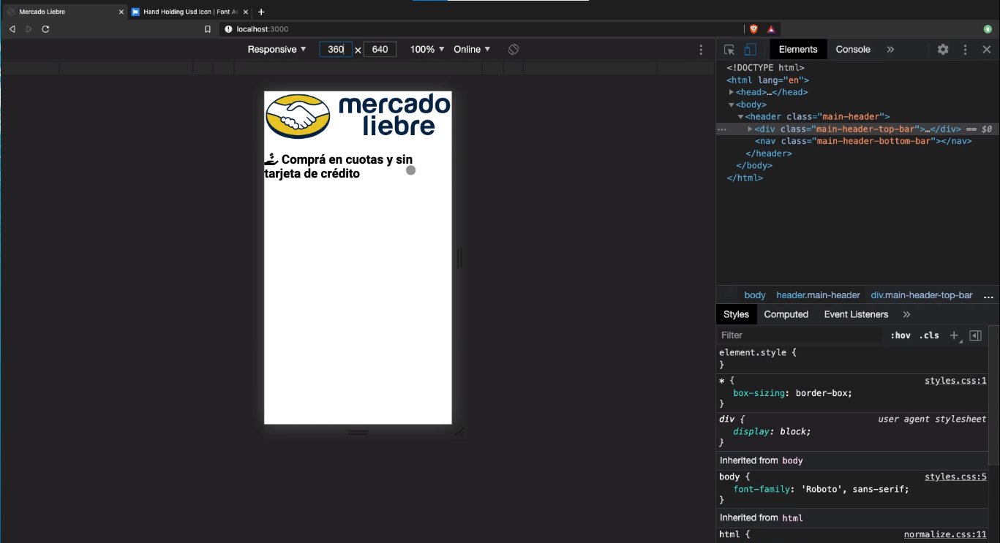 Mercado Liebre
Hand Holding Usd Icon | Font Aw
localhost:3000
Responsive 360 × 640 100% Online
Elements Console »
<!DOCTYPE html>
<html lang="en">
<head>…</head>
<body>
<header class="main-header">
<div class="main-header-top-bar">…</div> == $0
<nav class="main-header-bottom-bar"></nav>
</header>
</body>
</html>
mercado
liebre
Comprá en cuotas y sin
tarjeta de crédito
body header.main-header div.main-header-top-bar ...
Styles Computed Event Listeners »
Filter :hov .cls +
element.style {
}
* { styles.css:1
box-sizing: border-box;
}
div { user agent stylesheet
display: block;
}
Inherited from body
body { styles.css:5
font-family: 'Roboto', sans-serif;
}
Inherited from html
html { normalize.css:11